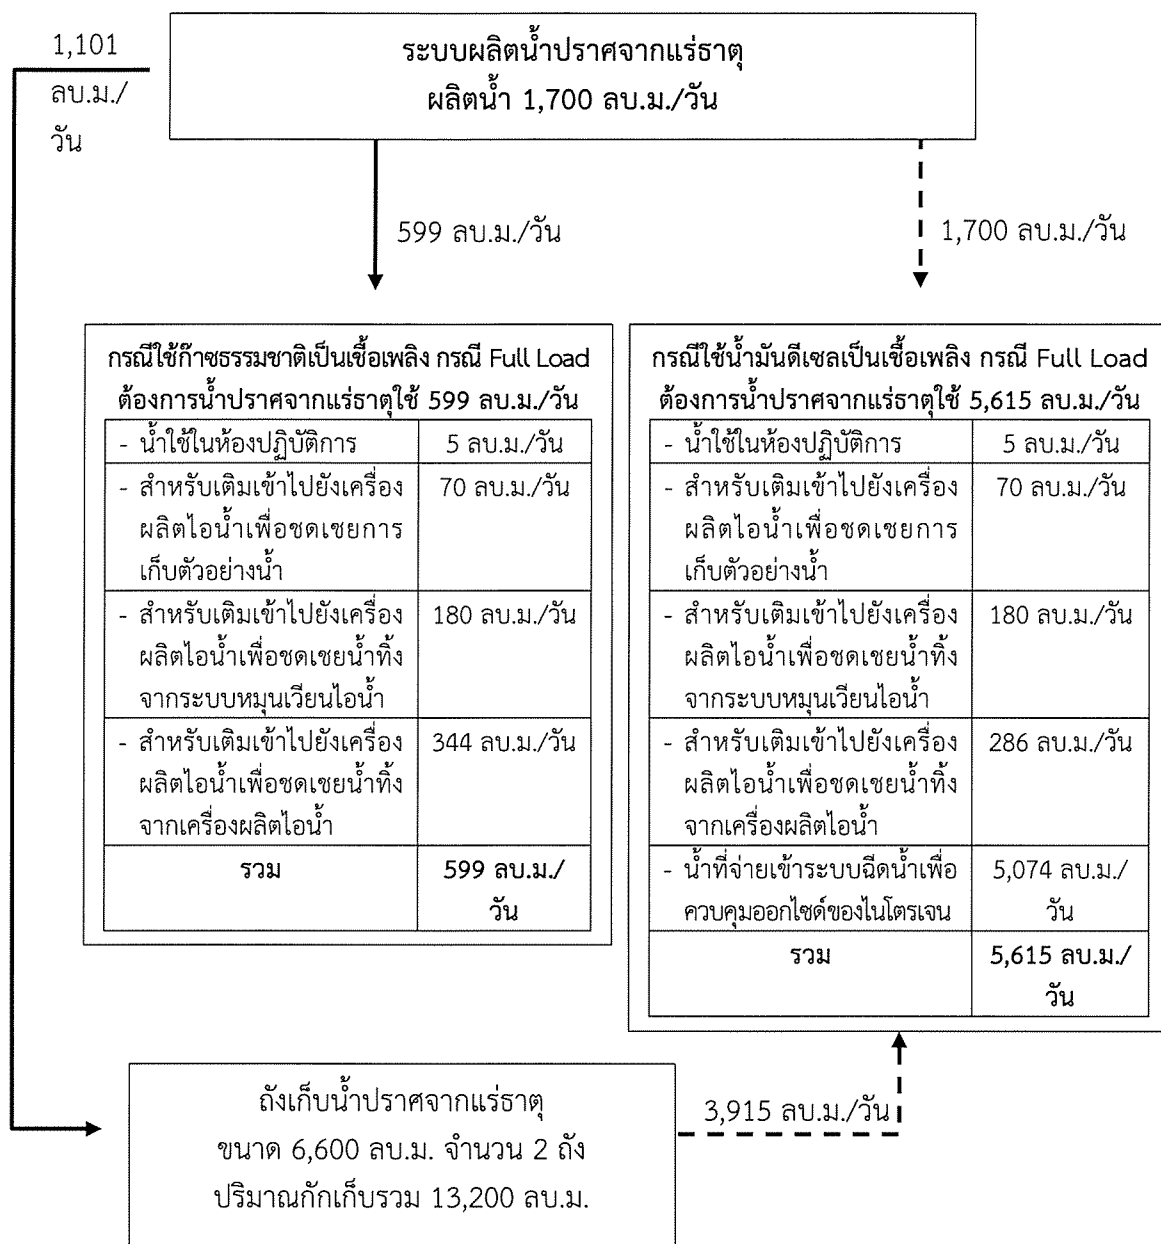 1,101
ลบ.ม./
วัน
ระบบผลิตน้ำปราศจากแร่ธาตุ
ผลิตน้ำ 1,700 ลบ.ม./วัน
599 ลบ.ม./วัน
1,700 ลบ.ม./วัน
กรณีใช้ก๊าซธรรมชาติเป็นเชื้อเพลิง กรณี Full Load
ต้องการน้ำปราศจากแร่ธาตุใช้ 599 ลบ.ม./วัน
- น้ำใช้ในห้องปฏิบัติการ 5 ลบ.ม./วัน
- สำหรับเติมเข้าไปยังเครื่อง 70 ลบ.ม./วัน
ผลิตไอน้ำเพื่อชดเชยการ
เก็บตัวอย่างน้ำ
- สำหรับเติมเข้าไปยังเครื่อง 180 ลบ.ม./วัน
ผลิตไอน้ำเพื่อชดเชยน้ำทิ้ง
จากระบบหมุนเวียนไอน้ำ
- สำหรับเติมเข้าไปยังเครื่อง 344 ลบ.ม./วัน
ผลิตไอน้ำเพื่อชดเชยน้ำทิ้ง
จากเครื่องผลิตไอน้ำ
รวม 599 ลบ.ม./
วัน
กรณีใช้น้ำมันดีเซลเป็นเชื้อเพลิง กรณี Full Load
ต้องการน้ำปราศจากแร่ธาตุใช้ 5,615 ลบ.ม./วัน
- น้ำใช้ในห้องปฏิบัติการ 5 ลบ.ม./วัน
- สำหรับเติมเข้าไปยังเครื่อง 70 ลบ.ม./วัน
ผลิตไอน้ำเพื่อชดเชยการ
เก็บตัวอย่างน้ำ
- สำหรับเติมเข้าไปยังเครื่อง 180 ลบ.ม./วัน
ผลิตไอน้ำเพื่อชดเชยน้ำทิ้ง
จากระบบหมุนเวียนไอน้ำ
- สำหรับเติมเข้าไปยังเครื่อง 286 ลบ.ม./วัน
ผลิตไอน้ำเพื่อชดเชยน้ำทิ้ง
จากเครื่องผลิตไอน้ำ
- น้ำที่จ่ายเข้าระบบฉีดน้ำเพื่อ 5,074 ลบ.ม./
ควบคุมออกไซด์ของไนโตรเจน วัน
รวม 5,615 ลบ.ม./
วัน
ถังเก็บน้ำปราศจากแร่ธาตุ
ขนาด 6,600 ลบ.ม. จำนวน 2 ถัง
ปริมาณกักเก็บรวม 13,200 ลบ.ม.
3,915 ลบ.ม./วัน